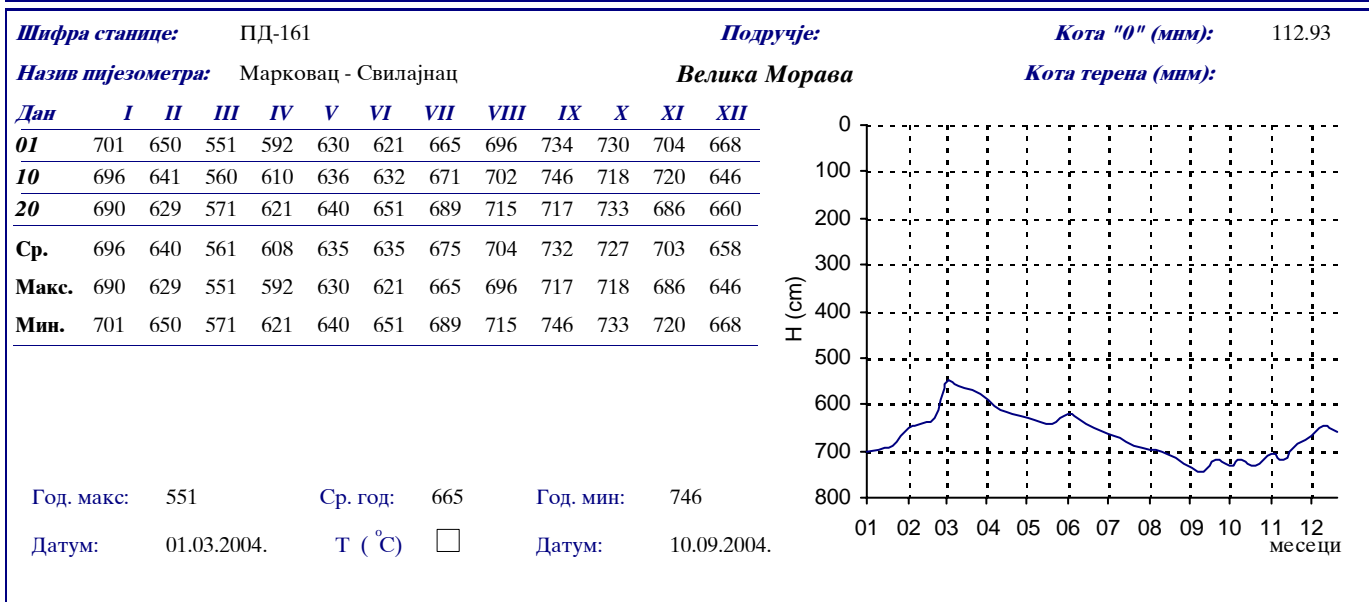 Шифра станице: ПД-161 Подручје: Кота "0" (мнм): 112.93
Назив пијезометра: Марковац - Свилајнац Велика Морава Кота терена (мнм):
Дан I II III IV V VI VII VIII IX X XI XII
01 701 650 551 592 630 621 665 696 734 730 704 668
10 696 641 560 610 636 632 671 702 746 718 720 646
20 690 629 571 621 640 651 689 715 717 733 686 660
Ср. 696 640 561 608 635 635 675 704 732 727 703 658
Макс. 690 629 551 592 630 621 665 696 717 718 686 646
Мин. 701 650 571 621 640 651 689 715 746 733 720 668
Год. макс: 551 Ср. год: 665 Год. мин: 746
Датум: 01.03.2004. Т ( °C) Датум: 10.09.2004.
H (cm)
0
100
200
300
400
500
600
700
800
01 02 03 04 05 06 07 08 09 10 11 12
месеци